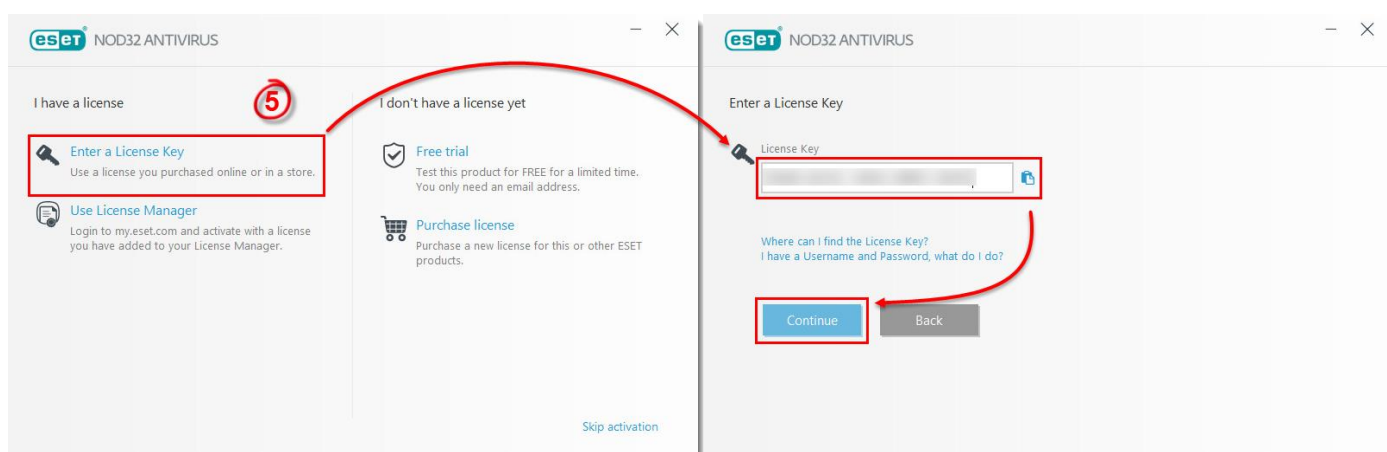 eset NOD32 ANTIVIRUS
I have a license
5
Enter a License Key
Use a license you purchased online or in a store.
Use License Manager
Login to my.eset.com and activate with a license
you have added to your License Manager.
I don't have a license yet
Free trial
Test this product for FREE for a limited time.
You only need an email address.
Purchase license
Purchase a new license for this or other ESET
products.
Skip activation
eset NOD32 ANTIVIRUS
Enter a License Key
License Key
Where can I find the License Key?
I have a Username and Password, what do I do?
Continue
Back